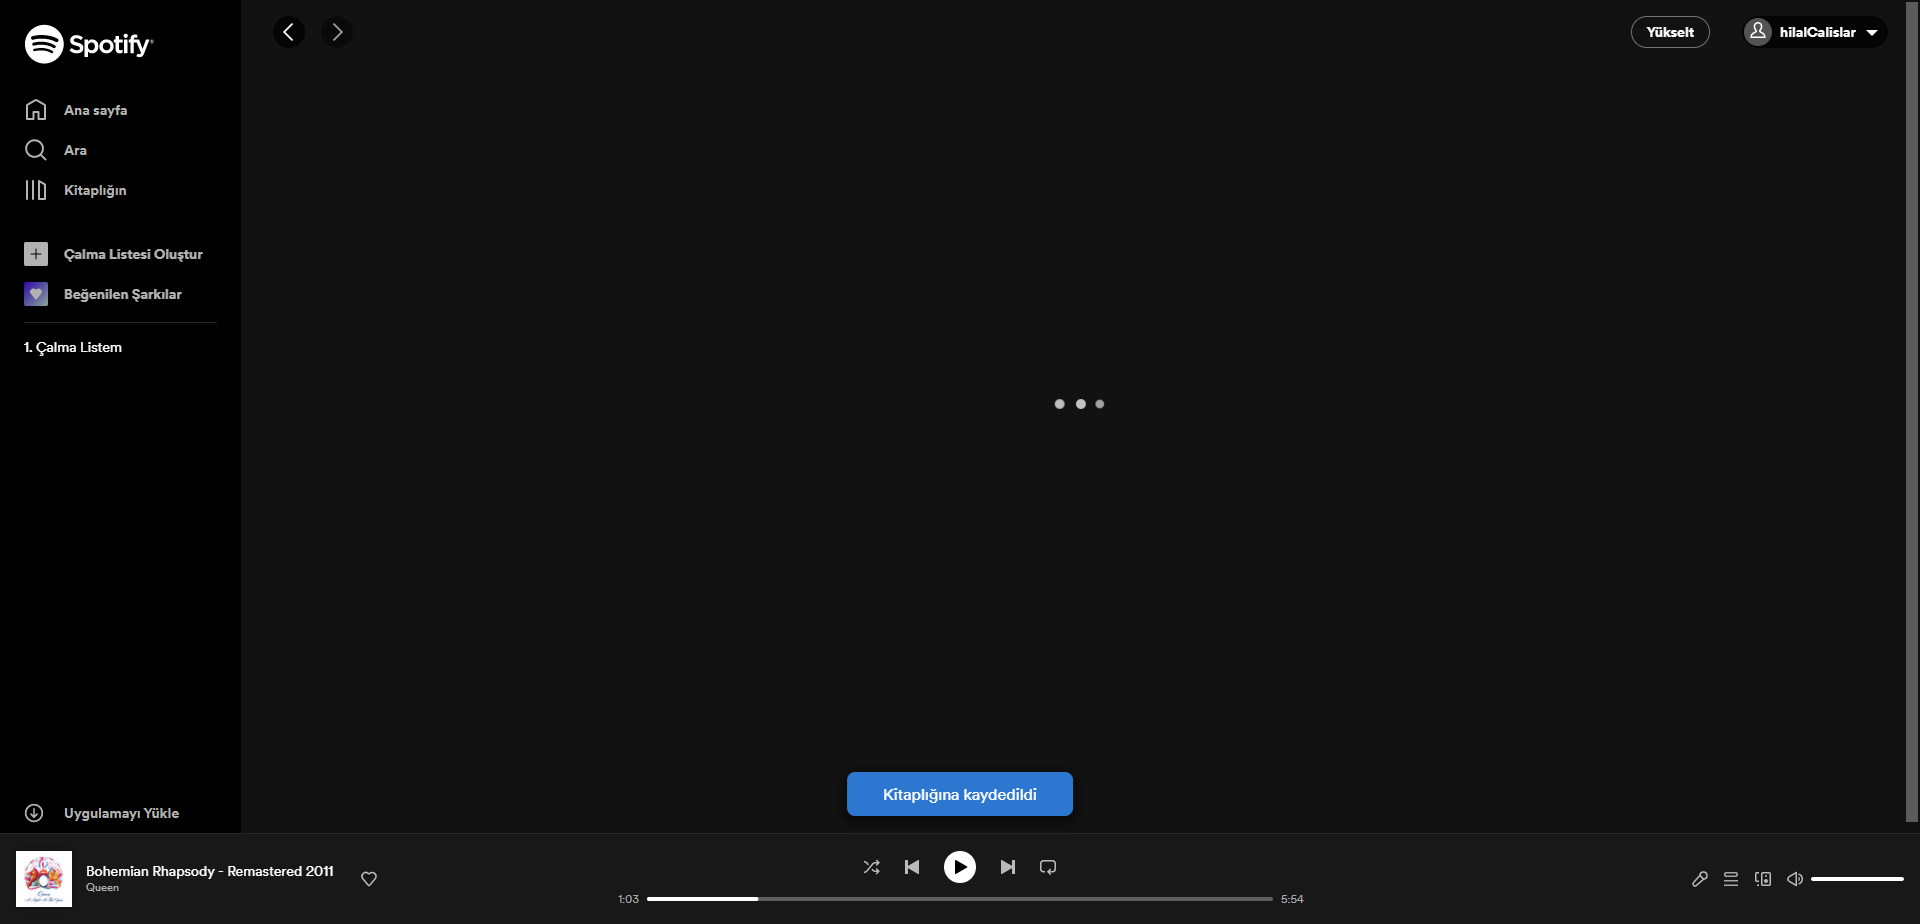 Spotify
Ana sayfa
Ara
Kitaplığın
Çalma Listesi Oluştur
Beğenilen Şarkılar
1. Çalma Listem
Uygulamayı Yükle
Yükselt
hilalCalislar
Kitaplığına kaydedildi
Bohemian Rhapsody - Remastered 2011
Queen
1:03
5:54